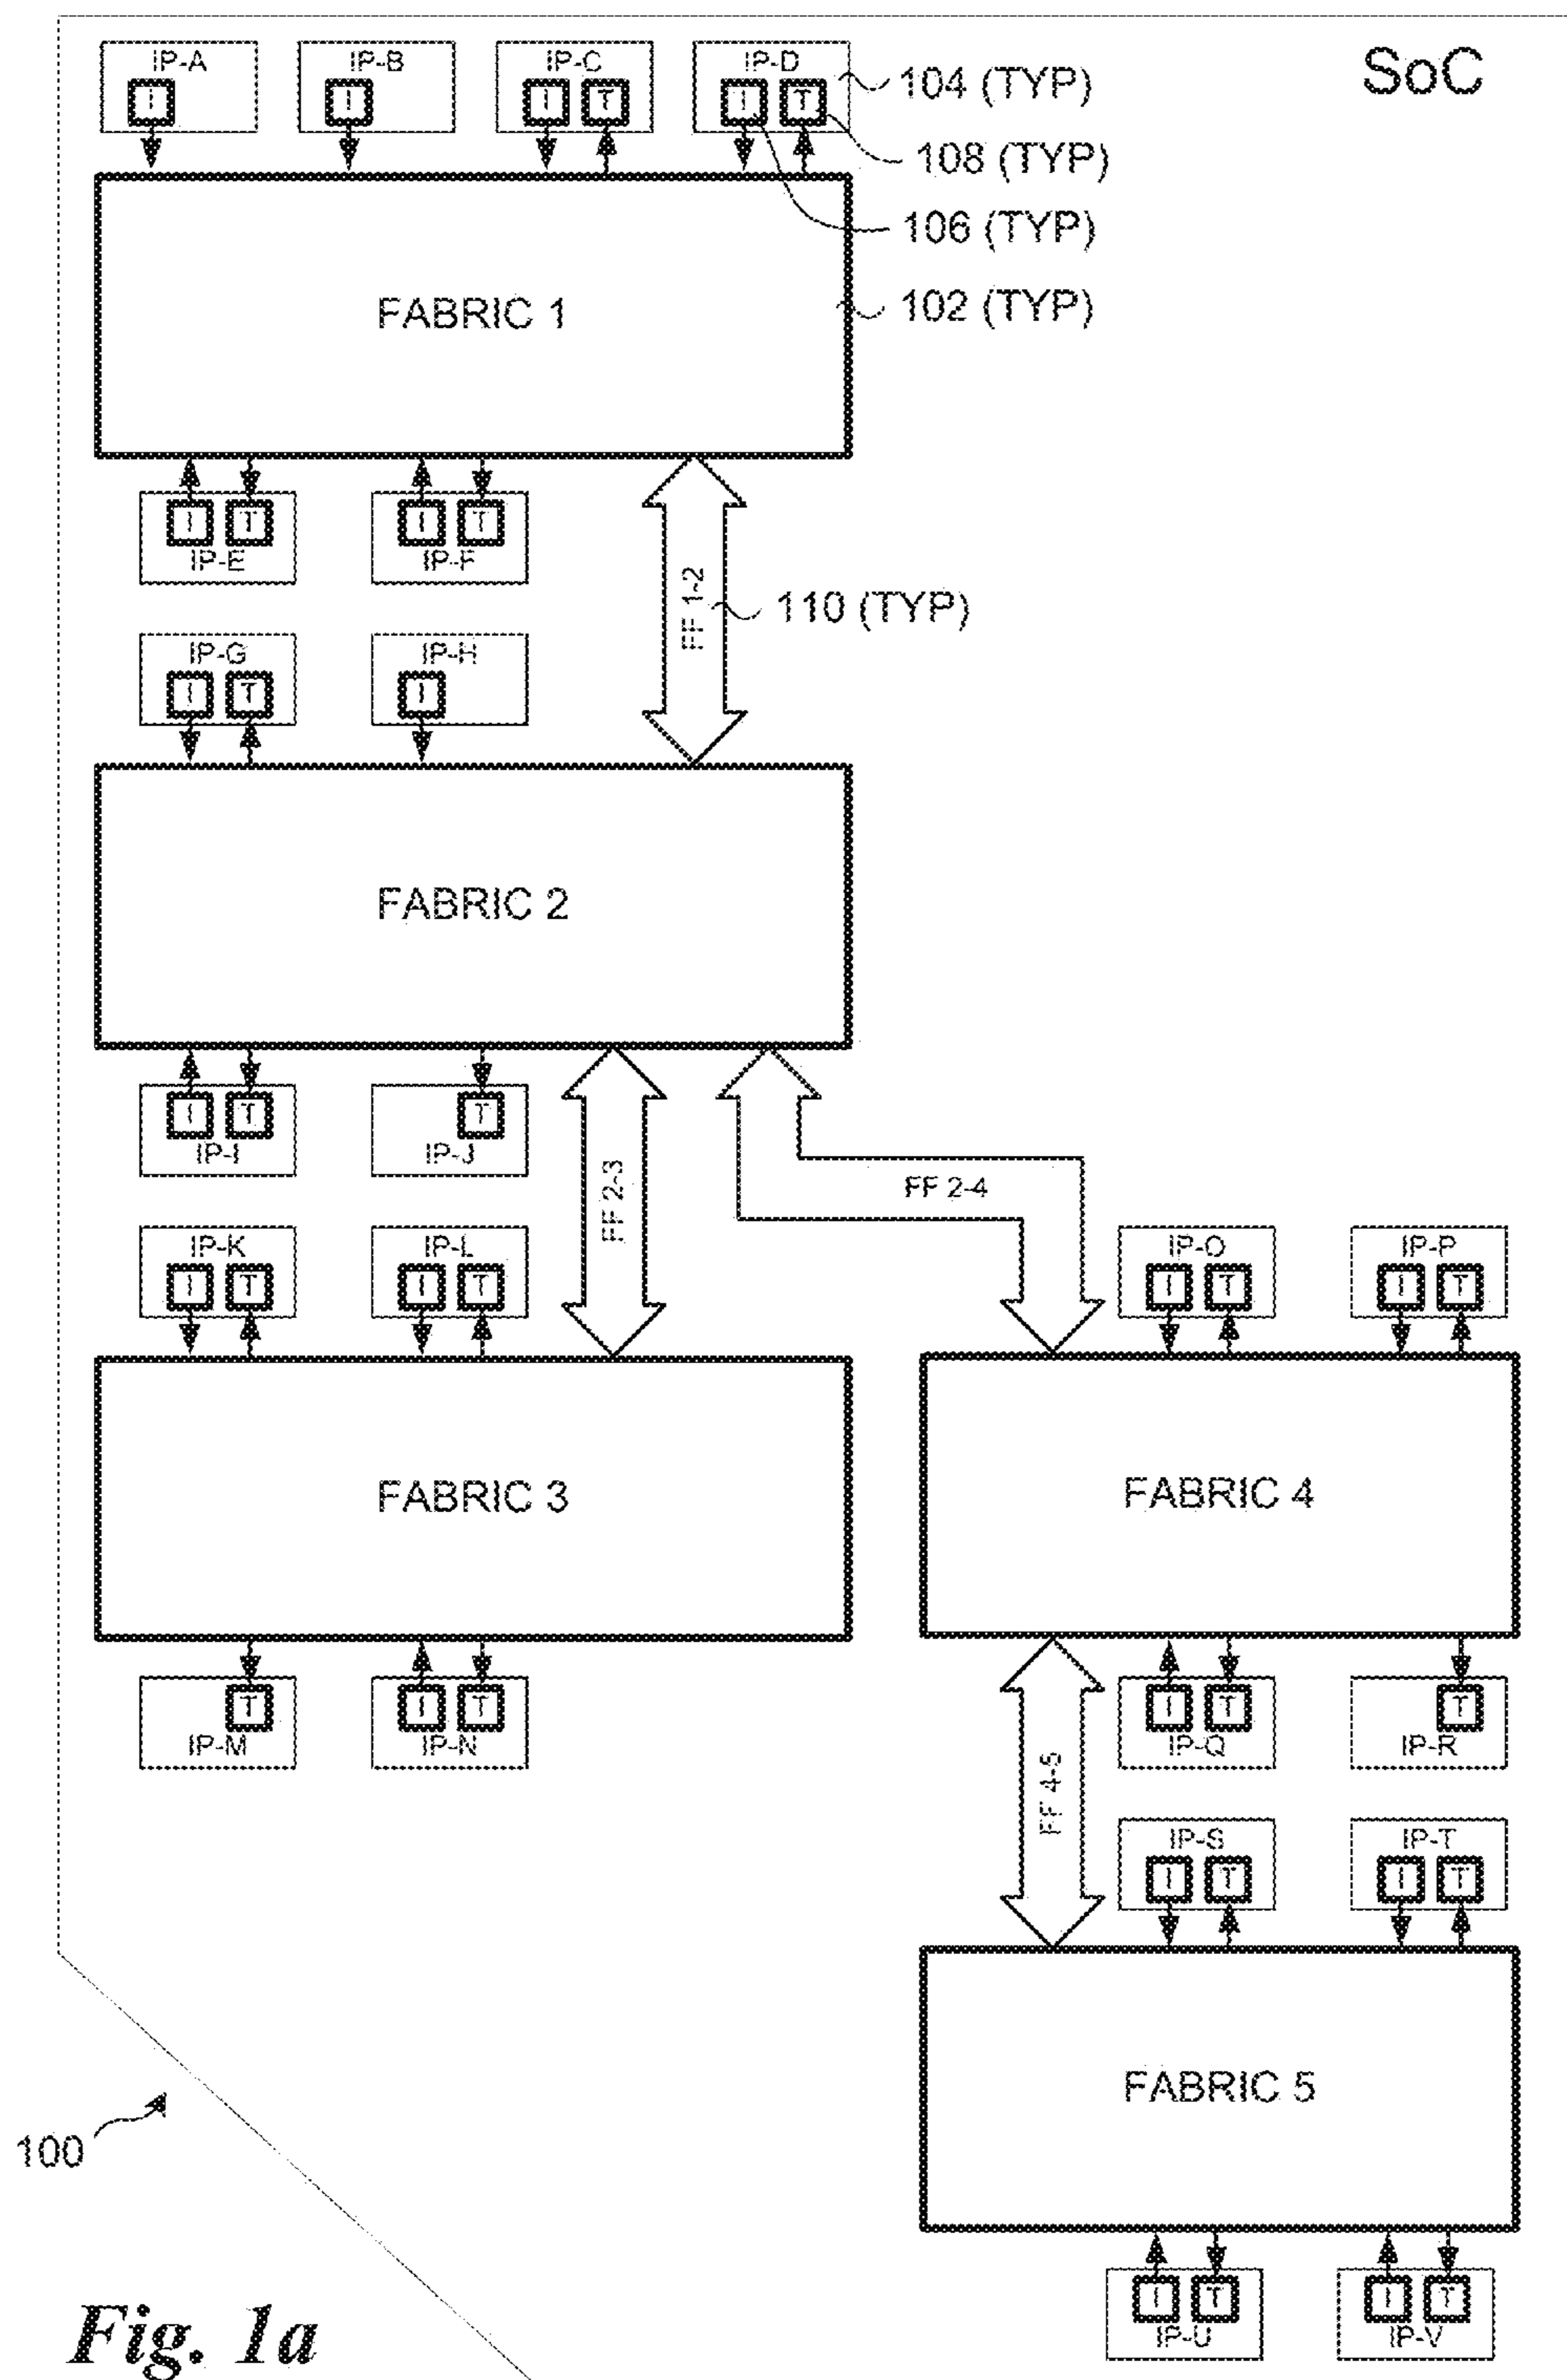 SoC
IP-A IP-B IP-C IP-D
I I I T I T
104 (TYP)
108 (TYP)
106 (TYP)
FABRIC 1
102 (TYP)
I T I T
IP-E IP-F
FF 1-2
110 (TYP)
IP-G IP-H
I T I
FABRIC 2
I T T
IP-I IP-J
FF 2-3
FF 2-4
IP-K IP-L IP-O IP-P
I T I T I T I T
FABRIC 3 FABRIC 4
T I T I T T
IP-M IP-N IP-Q IP-R
FF 4-5
IP-S IP-T
I T I T
FABRIC 5
100
I T I T
IP-U IP-V
Fig. 1a